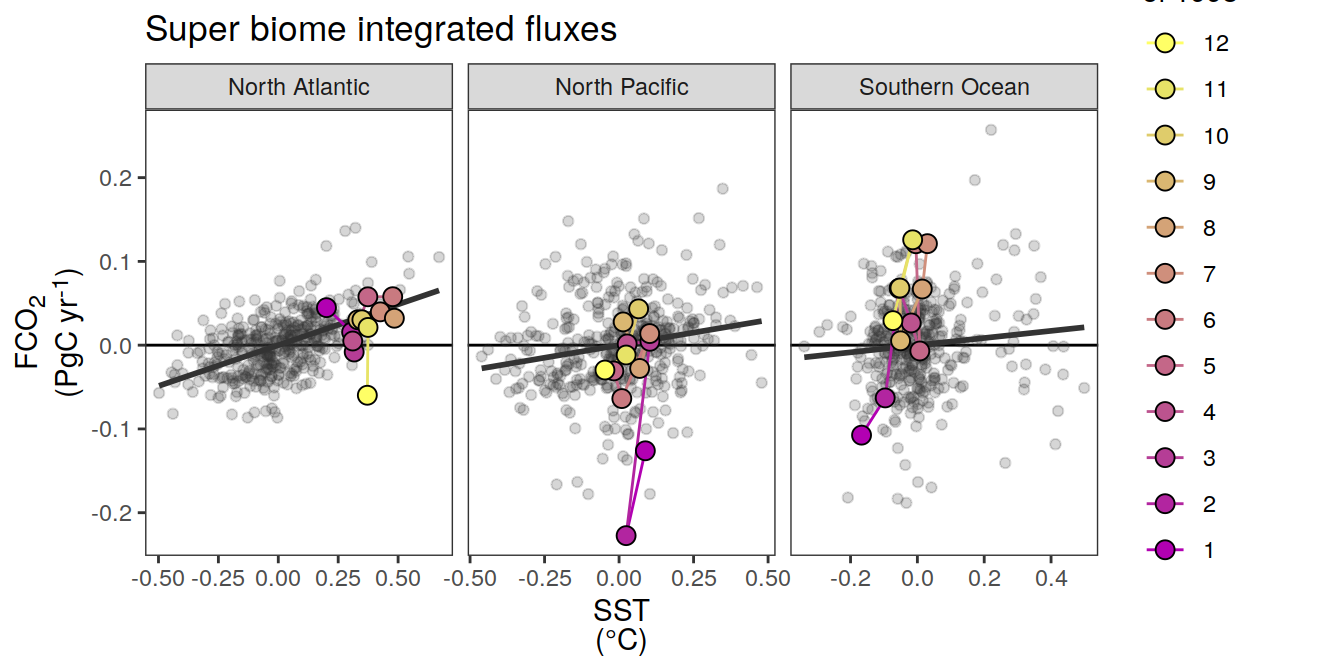 Super biome integrated fluxes
North Atlantic
North Pacific
Southern Ocean
FCO2
(PgC yr-1)
0.2
0.1
0.0
-0.1
-0.2
-0.50 -0.25 0.00 0.25 0.50
-0.50 -0.25 0.00 0.25 0.50
-0.2 0.0 0.2 0.4
SST
(°C)
12
11
10
9
8
7
6
5
4
3
2
1